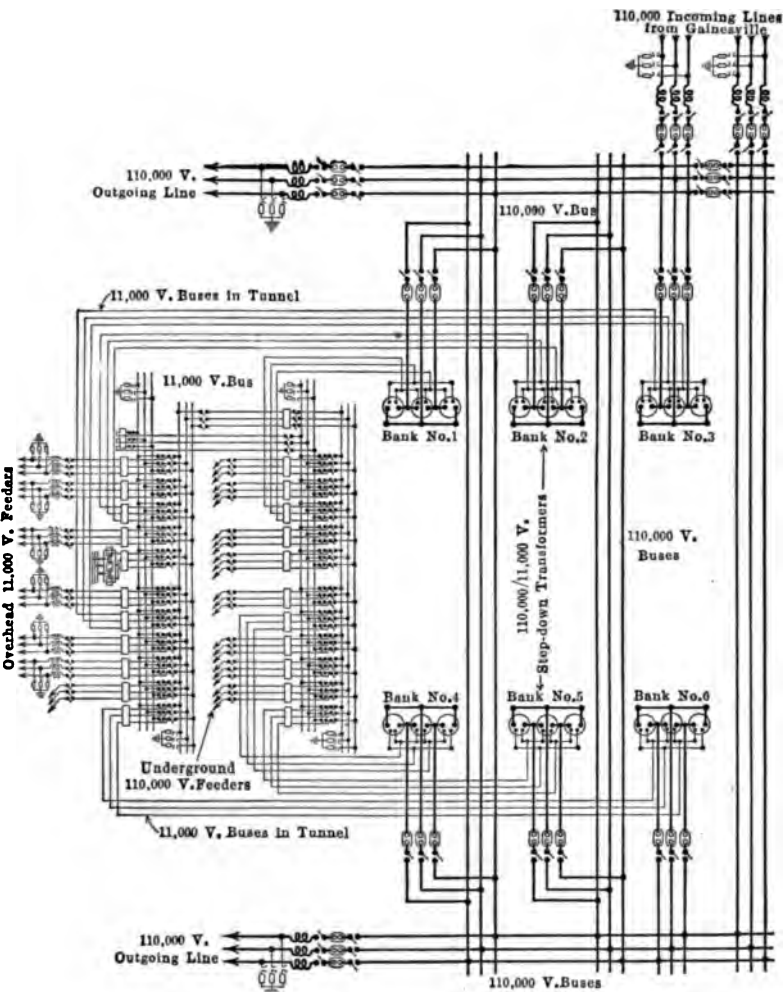 110,000 Incoming Lines
from Gainesville
110,000 V.
Outgoing Line
110,090 V.Bus
11,000 V. Buses in Tunnel
11,000 V.Bus
Bank No.1
Bank No.2
Bank No.3
Overhead 11,000 V. Feeders
110,000/11,000 V.
Step-down Transformers
110,000 V.
Buses
Bank No.4
Bank No.5
Bank No.6
Underground
110,000 V.Feeders
11,000 V. Buses in Tunnel
110,000 V.
Outgoing Line
110,000 V.Buses